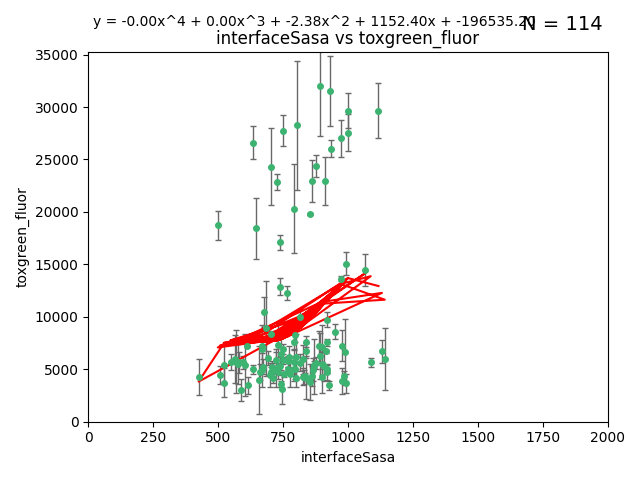 y = -0.00x^4 + 0.00x^3 + -2.38x^2 + 1152.40x + -196535.20
N = 114
interfaceSasa vs toxgreen_fluor
35000
30000
25000
20000
15000
10000
5000
0
toxgreen_fluor
0 250 500 750 1000 1250 1500 1750 2000
interfaceSasa